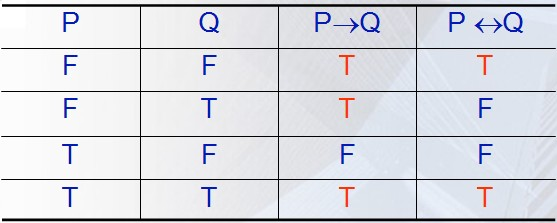 P Q P→Q P ↔Q
F F T T
F T T F
T F F F
T T T T